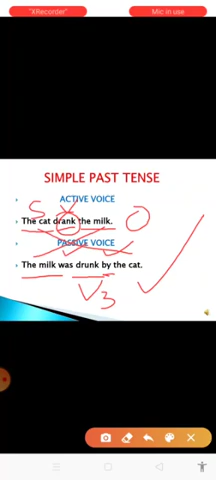 "XRecorder"
Mic in use
SIMPLE PAST TENSE
ACTIVE VOICE
S V
The cat drank the milk. O
PASSIVE VOICE
The milk was drunk by the cat.
V3